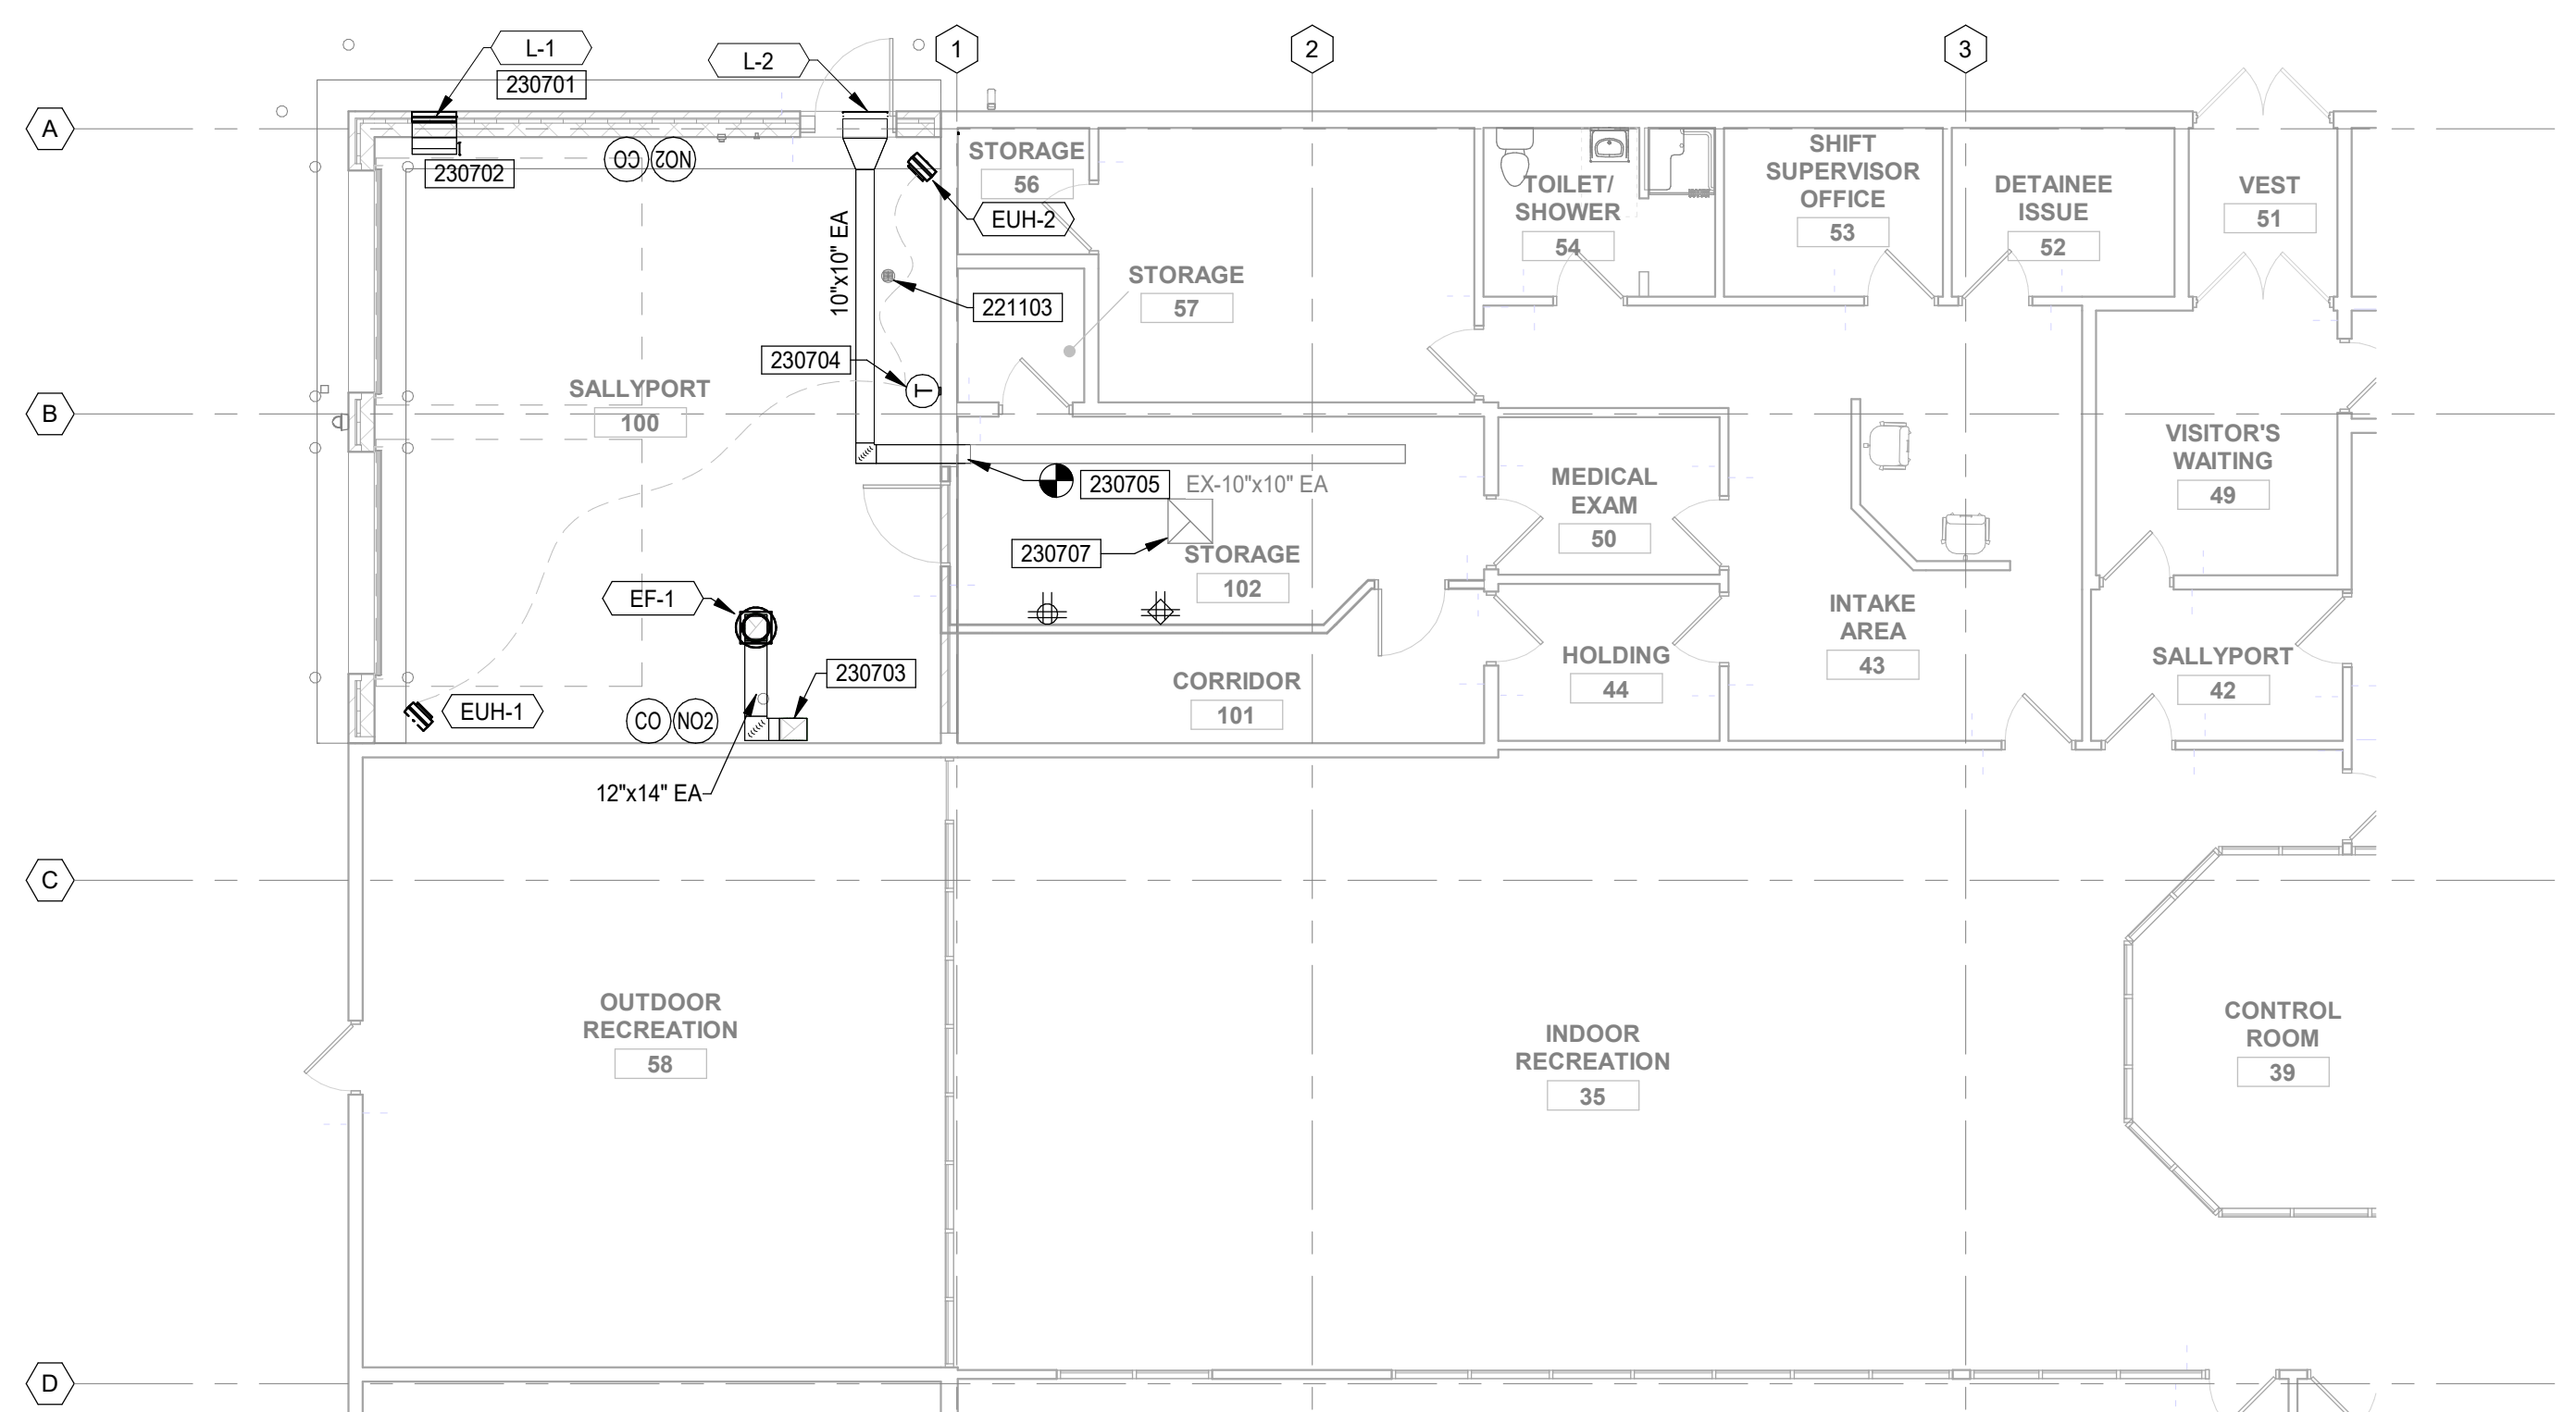 1
2
3
L-1
230701
L-2
A
230702
CO
NO2
EUH-2
10"x10" EA
221103
230704
T
SALLYPORT
100
B
STORAGE
56
STORAGE
57
TOILET/
SHOWER
54
SHIFT
SUPERVISOR
OFFICE
53
DETAINEE
ISSUE
52
VEST
51
230705
EX-10"x10" EA
230707
STORAGE
102
MEDICAL
EXAM
50
VISITOR'S
WAITING
49
EF-1
230703
EUH-1
CO
NO2
12"x14" EA
CORRIDOR
101
HOLDING
44
INTAKE
AREA
43
SALLYPORT
42
C
OUTDOOR
RECREATION
58
INDOOR
RECREATION
35
CONTROL
ROOM
39
D